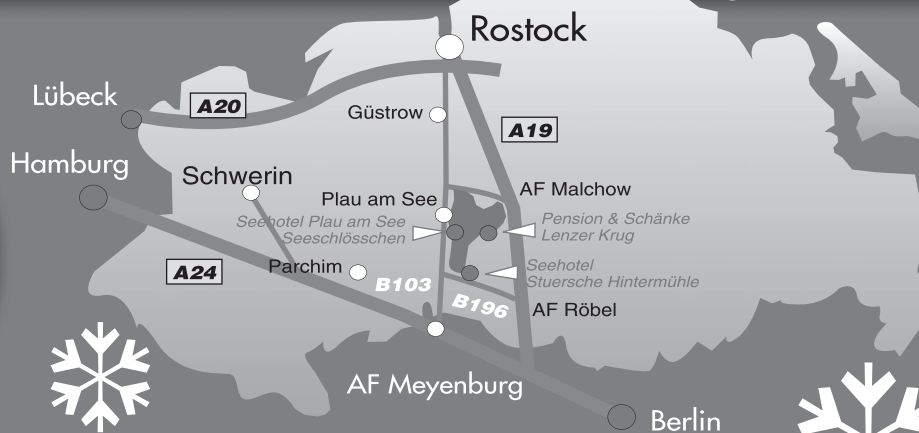 Rostock
Lübeck
A20
Güstrow
A19
Hamburg
Schwerin
AF Malchow
Plau am See
Seehotel Plau am See
Seeschlösschen
Pension & Schänke
Lenzer Krug
A24
Parchim
B103
Seehotel
Stuersche Hintermühle
B196
AF Röbel
AF Meyenburg
Berlin